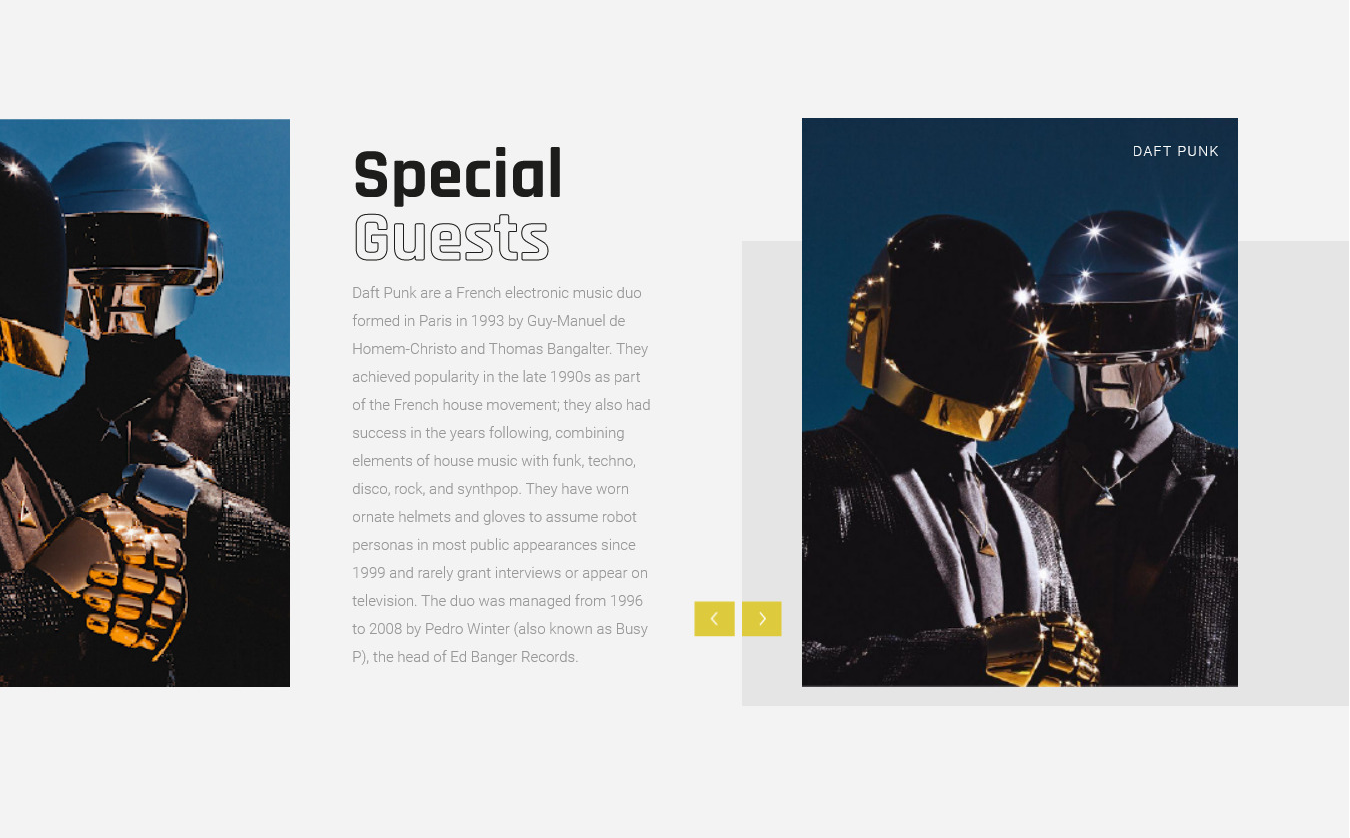 Special
Guests
Daft Punk are a French electronic music duo
formed in Paris in 1993 by Guy-Manuel de
Homem-Christo and Thomas Bangalter. They
achieved popularity in the late 1990s as part
of the French house movement; they also had
success in the years following, combining
elements of house music with funk, techno,
disco, rock, and synthpop. They have worn
ornate helmets and gloves to assume robot
personas in most public appearances since
1999 and rarely grant interviews or appear on
television. The duo was managed from 1996
to 2008 by Pedro Winter (also known as Busy
P), the head of Ed Banger Records.
DAFT PUNK